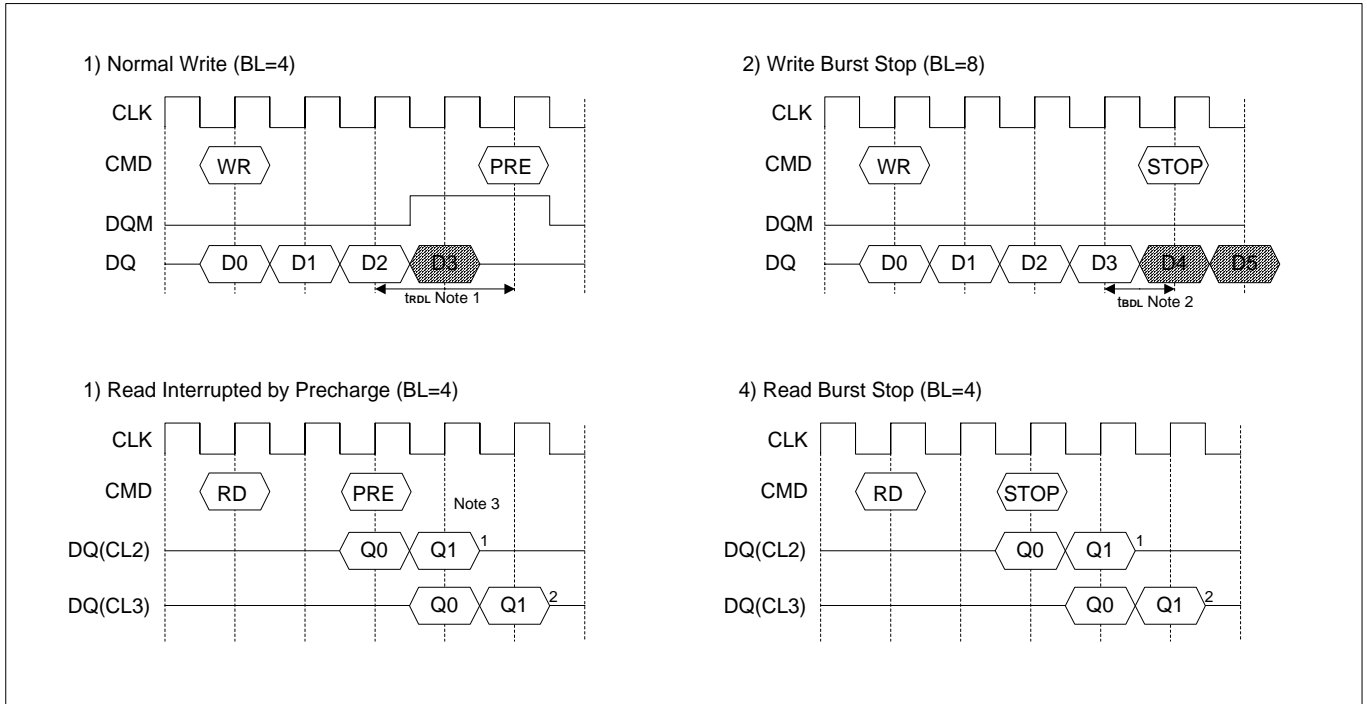 1) Normal Write (BL=4)
CLK
CMD WR PRE
DQM
DQ D0 D1 D2 D3
tRDL Note 1
2) Write Burst Stop (BL=8)
CLK
CMD WR STOP
DQM
DQ D0 D1 D2 D3 D4 D5
tBDL Note 2
1) Read Interrupted by Precharge (BL=4)
CLK
CMD RD PRE
Note 3
DQ(CL2) Q0 Q1 1
DQ(CL3) Q0 Q1 2
4) Read Burst Stop (BL=4)
CLK
CMD RD STOP
DQ(CL2) Q0 Q1 1
DQ(CL3) Q0 Q1 2